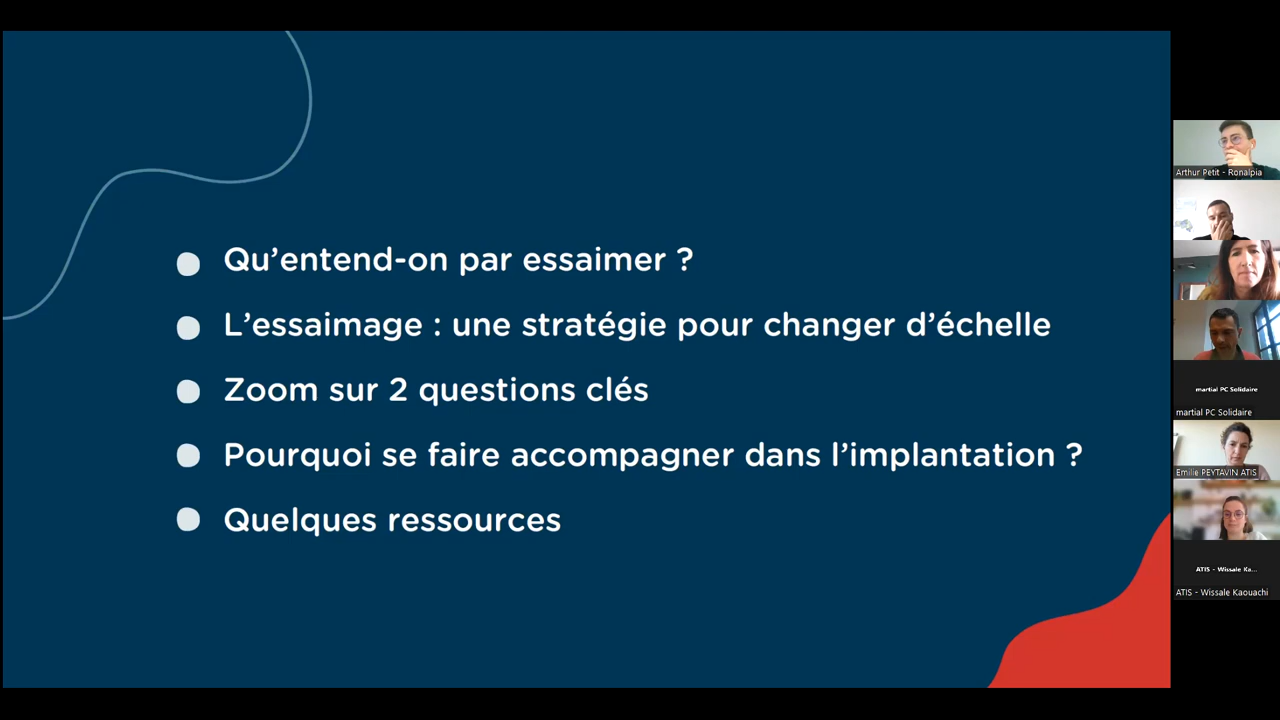 Qu’entend-on par essaimer ?
L’essaimage : une stratégie pour changer d’échelle
Zoom sur 2 questions clés
Pourquoi se faire accompagner dans l’implantation ?
Quelques ressources
Arthur Petit - Ronalpia
martial PC Solidaire
martial PC Solidaire
Emilie PEYTAVIN ATIS
ATIS - Wissale Ka...
ATIS - Wissale Kaouachi